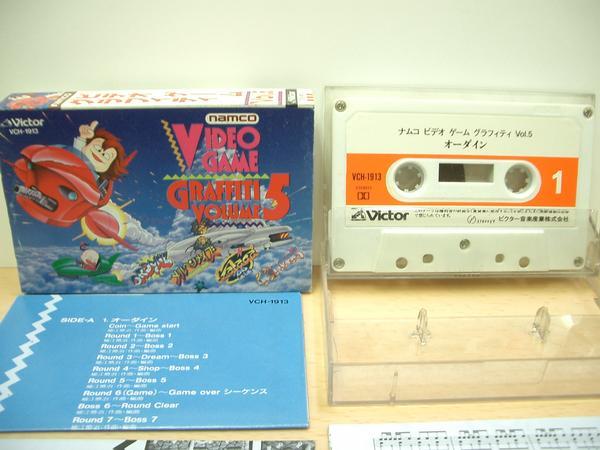 Victor
VCH-1913
namco
VIDEO
GAME
GRAFFITI
VOLUME 5
VCH-1913
SIDE-A 1. オーダイン
Coin～Game start
Round 1～Boss 1
Round 2～Boss 2
Round 3～Dream～Boss 3
Round 4～Shop～Boss 4
Round 5～Boss 5
Round 6 (Game)～Game over シーケンス
Boss 6～Round Clear
Round 7～Boss 7
ナムコ ビデオ ゲーム グラフィティ Vol.5
オーダイン
VCH-1913
1
Victor
ビクター音楽産業株式会社